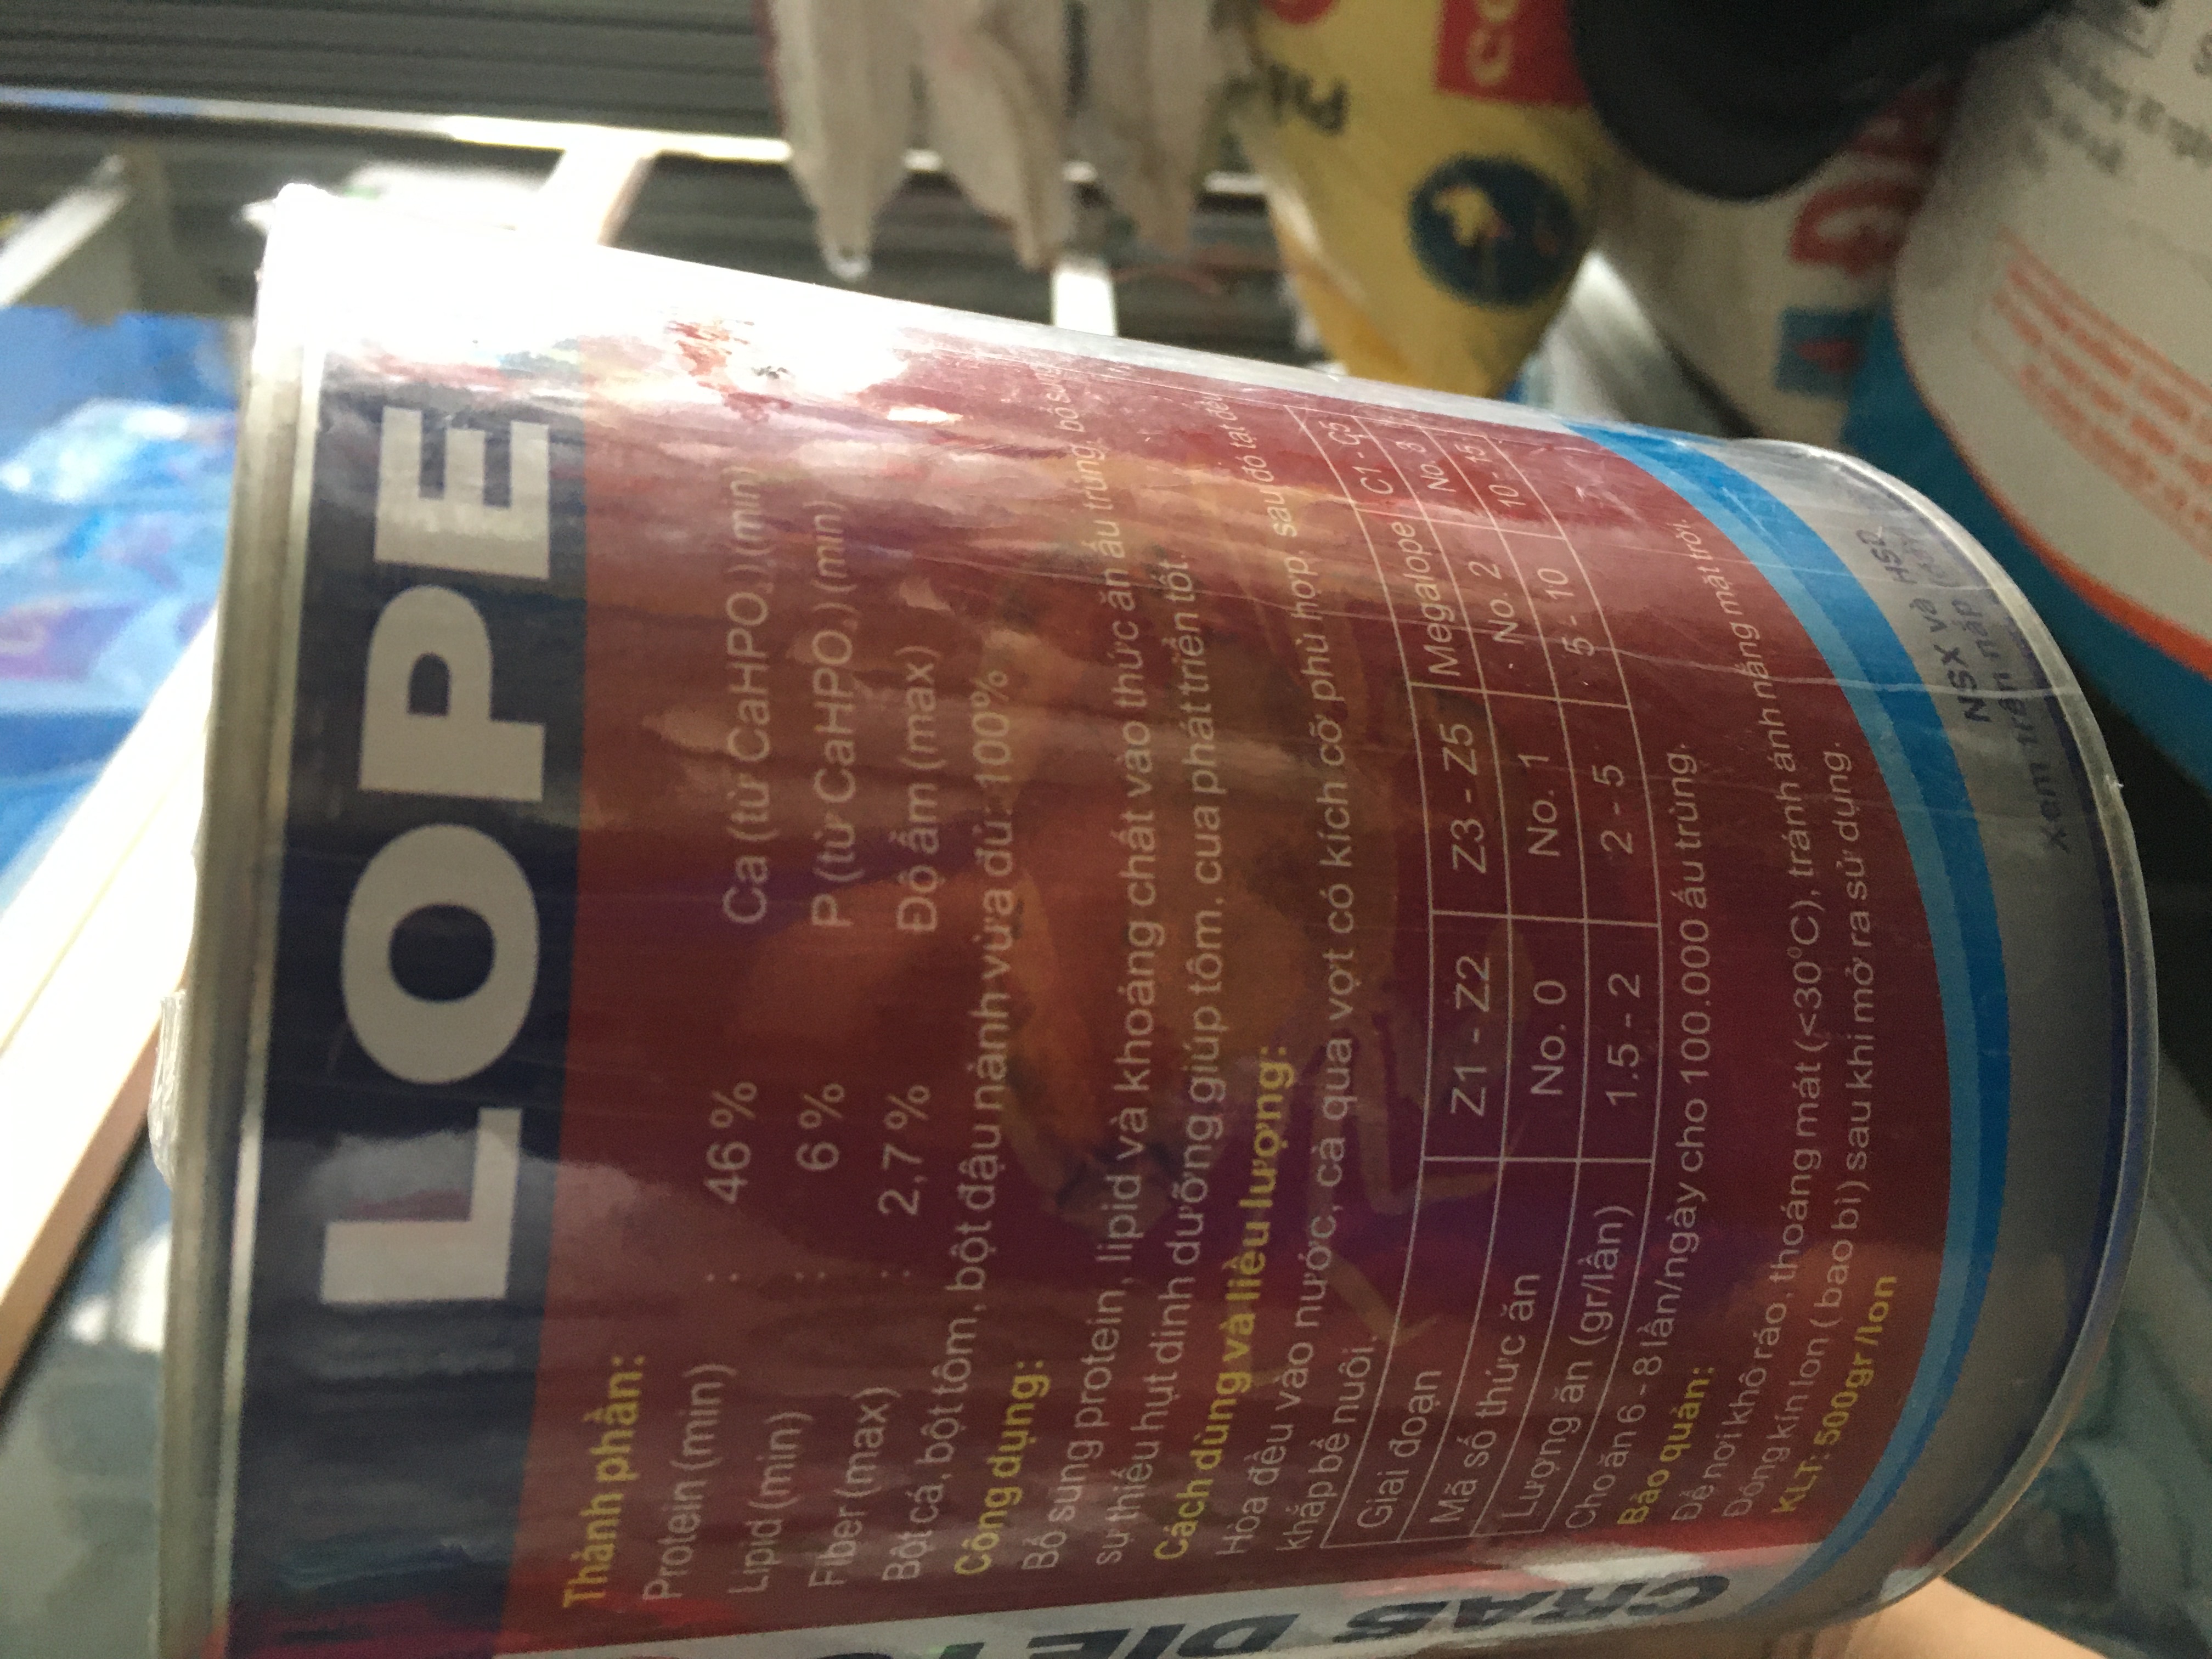 LOPE
Thành phần:
Protein (min) : 46 % Ca (từ CaHPO₄) (min)
Lipid (min) : 6 % P (từ CaHPO₄) (min)
Fiber (max) : 2,7 % Độ ẩm (max)
Bột cá, bột tôm, bột đậu nành vừa đủ: 100%
Công dụng:
Bổ sung protein, lipid và khoáng chất vào thức ăn ấu trùng, bổ sung
sự thiếu hụt dinh dưỡng giúp tôm, cua phát triển tốt.
Cách dùng và liều lượng:
Hòa đều vào nước, cà qua vợt có kích cỡ phù hợp, sau đó tạt đều
khắp bể nuôi.
Giai đoạn Z1 - Z2 Z3 - Z5 Megalope C1 - C5
Mã số thức ăn No. 0 No. 1 No. 2 No 3
Lượng ăn (gr/lần) 1.5 - 2 2 - 5 5 - 10 10 - 15
Cho ăn 6 - 8 lần/ngày cho 100.000 ấu trùng.
Bảo quản:
Để nơi khô ráo, thoáng mát (<30°C), tránh ánh nắng mặt trời.
Đóng kín lon ( bao bì ) sau khi mở ra sử dụng.
KLT: 500gr/lon
NSX và HSD
Xem trên nắp
CRAB DIET